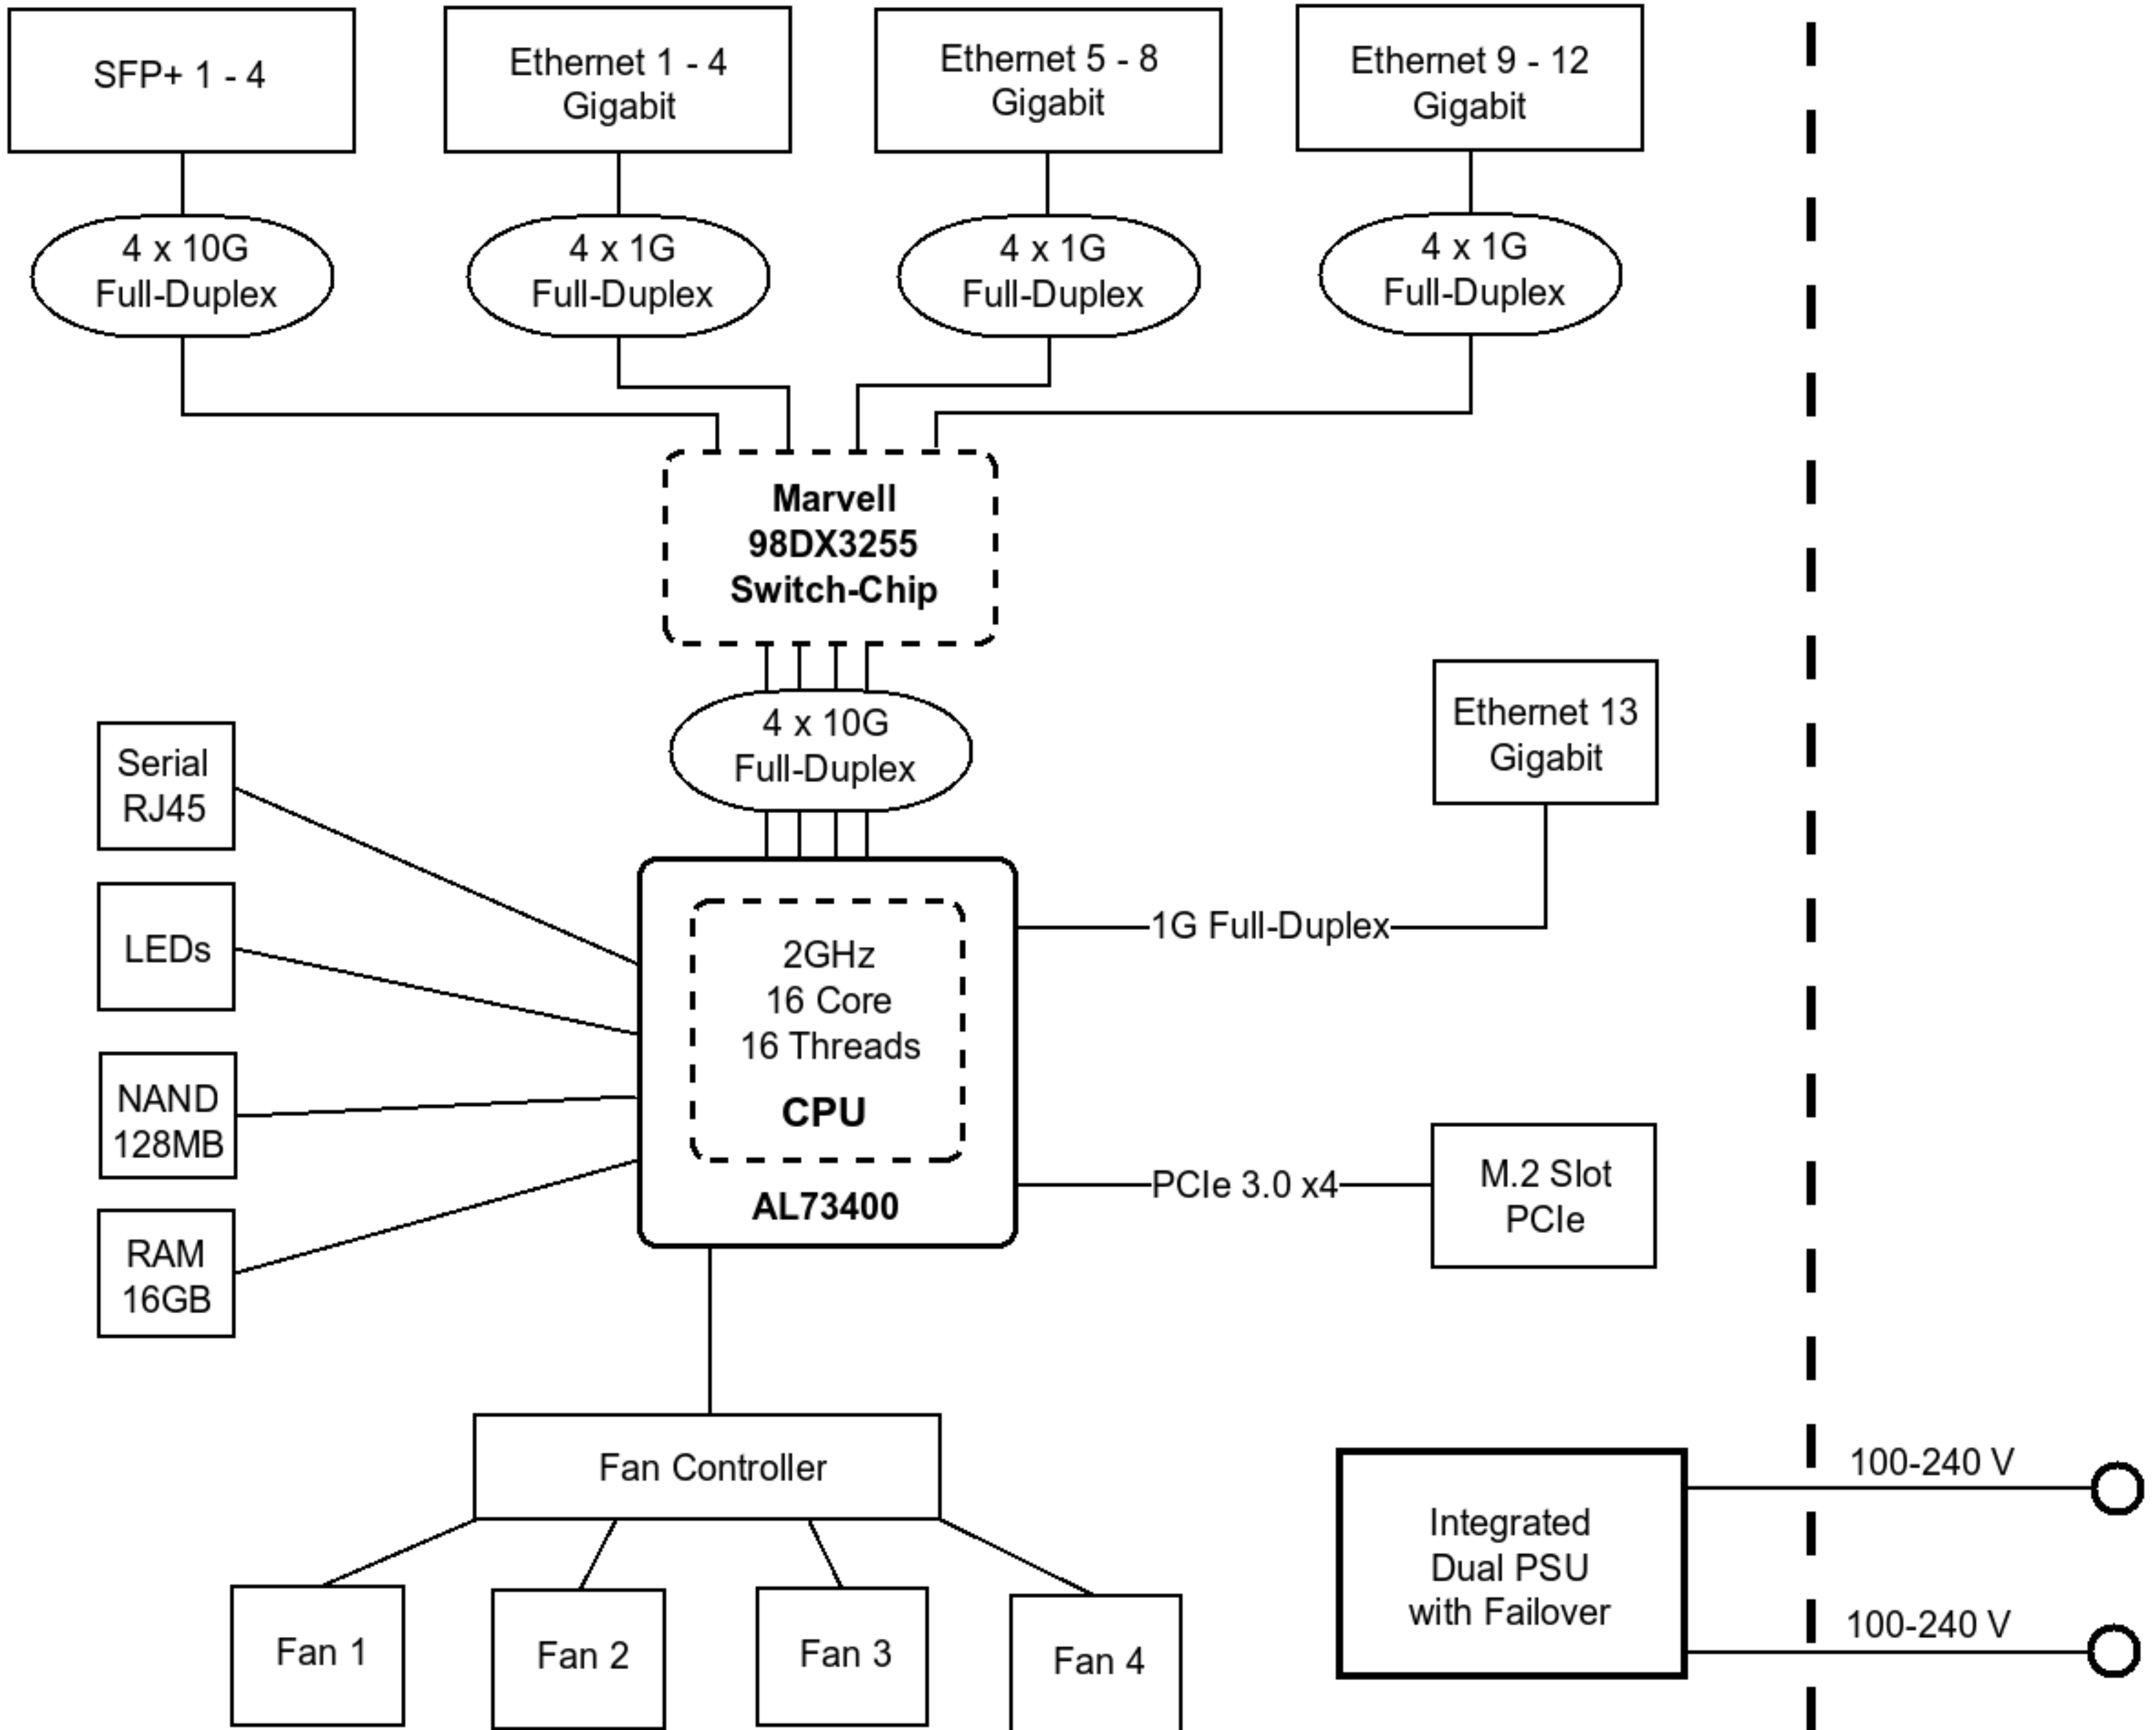 SFP+ 1 - 4
Ethernet 1 - 4
Gigabit
Ethernet 5 - 8
Gigabit
Ethernet 9 - 12
Gigabit
4 x 10G
Full-Duplex
4 x 1G
Full-Duplex
4 x 1G
Full-Duplex
4 x 1G
Full-Duplex
Marvell
98DX3255
Switch-Chip
4 x 10G
Full-Duplex
Ethernet 13
Gigabit
Serial
RJ45
LEDs
NAND
128MB
RAM
16GB
2GHz
16 Core
16 Threads
CPU
AL73400
1G Full-Duplex
PCIe 3.0 x4
M.2 Slot
PCIe
Fan Controller
Fan 1
Fan 2
Fan 3
Fan 4
Integrated
Dual PSU
with Failover
100-240 V
100-240 V